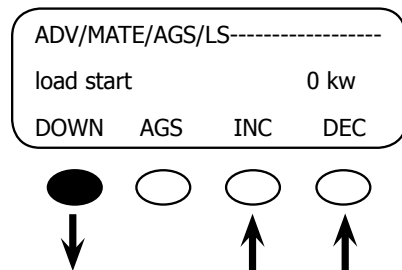 ADV/MATE/AGS/LS------------------
load start 0 kw
DOWN AGS INC DEC